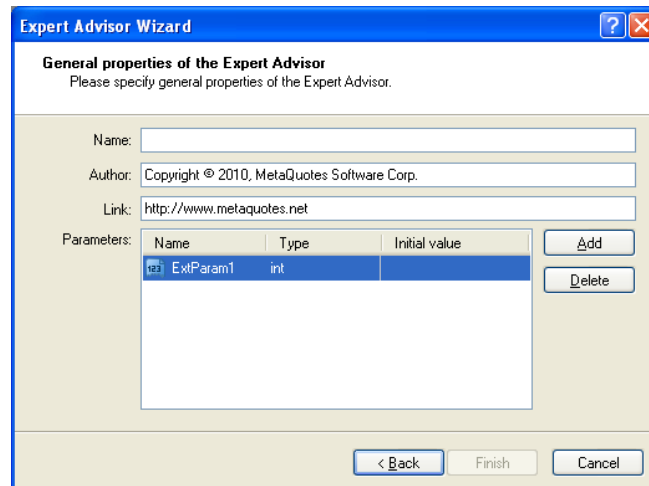 Expert Advisor Wizard
General properties of the Expert Advisor
Please specify general properties of the Expert Advisor.
Name:
Author: Copyright © 2010, MetaQuotes Software Corp.
Link: http://www.metaquotes.net
Parameters: Name Type Initial value Add
123 ExtParam1 int
Delete
< Back Finish Cancel